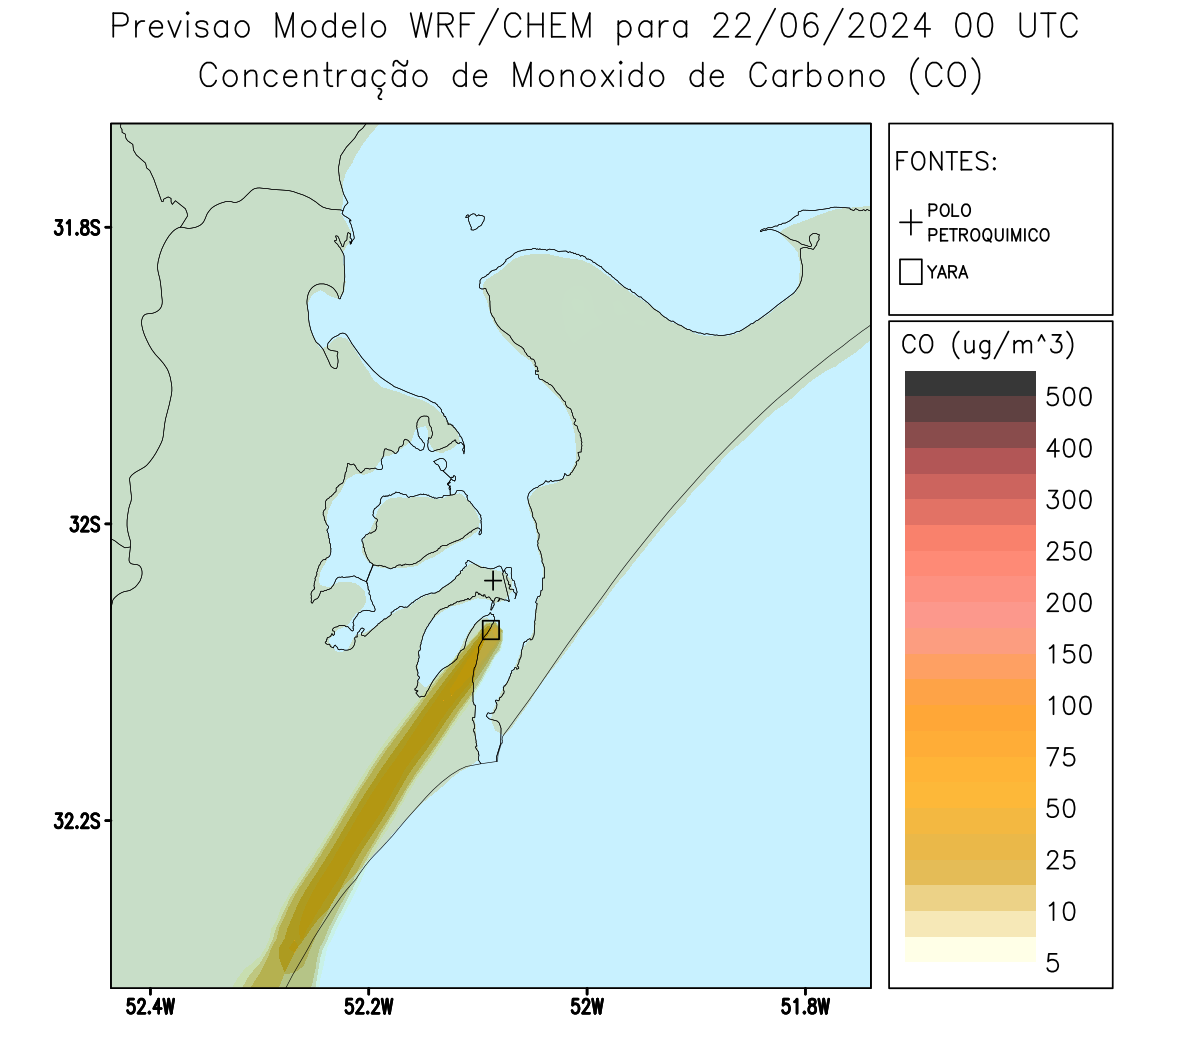 Previsao Modelo WRF/CHEM para 22/06/2024 00 UTC
Concentração de Monoxido de Carbono (CO)
FONTES:
POLO
PETROQUIMICO
YARA
CO (ug/m^3)
500
400
300
250
200
150
100
75
50
25
10
5
31.8S
32S
32.2S
52.4W
52.2W
52W
51.8W